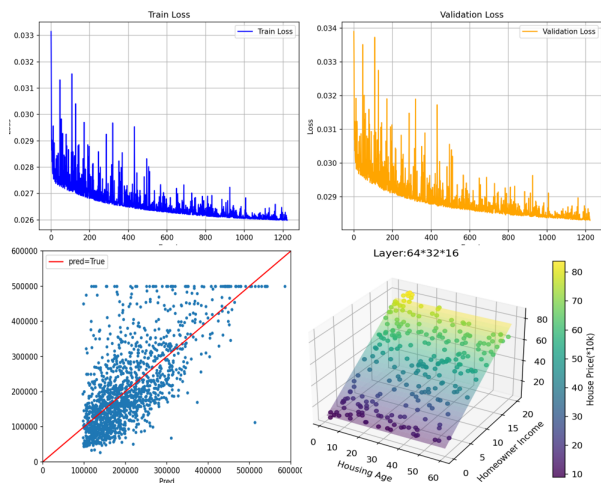 Train Loss
0.033
0.032
0.031
0.030
0.029
0.028
0.027
0.026
0 200 400 600 800 1000 1200
Train Loss
Validation Loss
0.034
0.033
0.032
0.031
0.030
0.029
Loss
0 200 400 600 800 1000 1200
Validation Loss
600000
500000
400000
300000
200000
100000
0
0 100000 200000 300000 400000 500000 600000
Pred
pred=True
Layer:64*32*16
80
60
40
20
0 10 20 30 40 50 60
Housing Age
0 5 10 15 20
Homeowner Income
80
70
60
50
40
30
20
10
House Price(*10k)